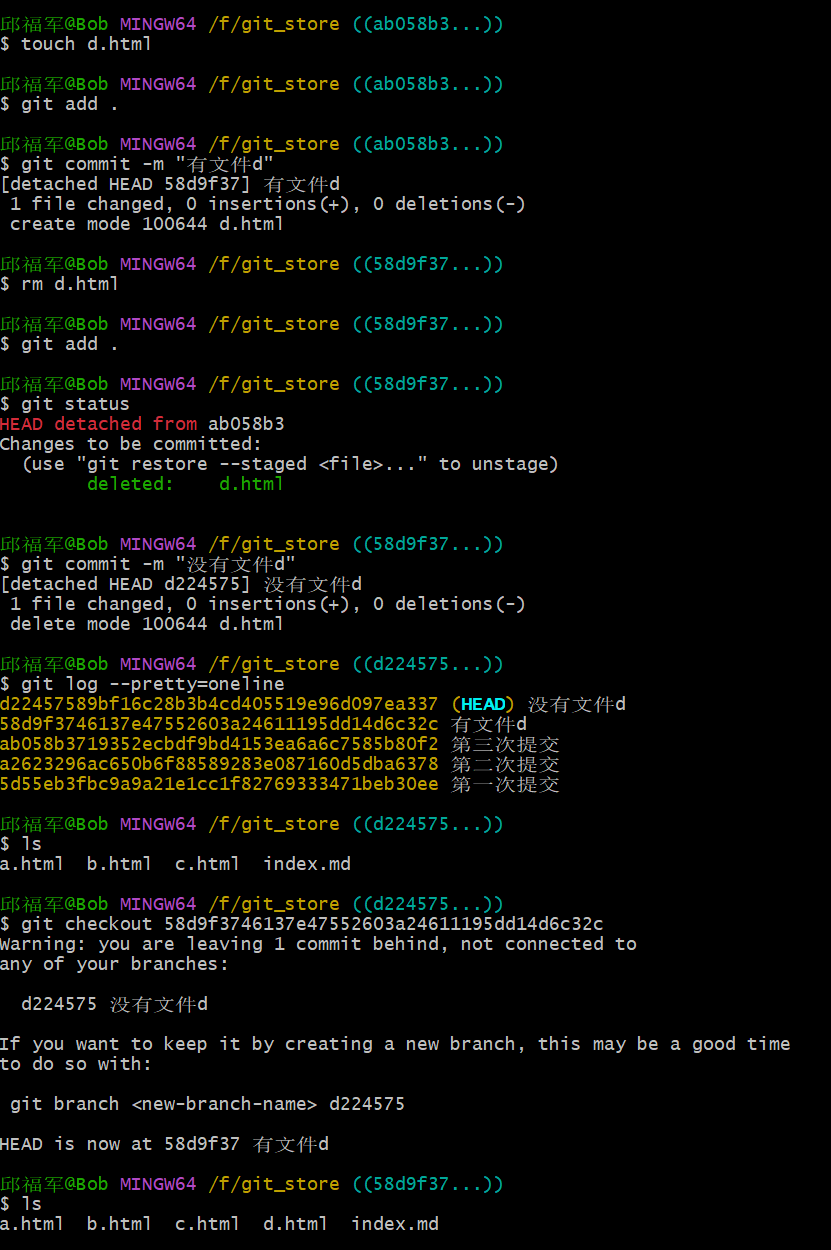 邱福军@Bob MINGW64 /f/git_store ((ab058b3...))
$ touch d.html
邱福军@Bob MINGW64 /f/git_store ((ab058b3...))
$ git add .
邱福军@Bob MINGW64 /f/git_store ((ab058b3...))
$ git commit -m "有文件d"
[detached HEAD 58d9f37] 有文件d
 1 file changed, 0 insertions(+), 0 deletions(-)
 create mode 100644 d.html
邱福军@Bob MINGW64 /f/git_store ((58d9f37...))
$ rm d.html
邱福军@Bob MINGW64 /f/git_store ((58d9f37...))
$ git add .
邱福军@Bob MINGW64 /f/git_store ((58d9f37...))
$ git status
HEAD detached from ab058b3
Changes to be committed:
  (use "git restore --staged <file>..." to unstage)
        deleted:    d.html
邱福军@Bob MINGW64 /f/git_store ((58d9f37...))
$ git commit -m "没有文件d"
[detached HEAD d224575] 没有文件d
 1 file changed, 0 insertions(+), 0 deletions(-)
 delete mode 100644 d.html
邱福军@Bob MINGW64 /f/git_store ((d224575...))
$ git log --pretty=oneline
d22457589bf16c28b3b4cd405519e96d097ea337 (HEAD) 没有文件d
58d9f3746137e47552603a24611195dd14d6c32c 有文件d
ab058b3719352ecbdf9bd4153ea6a6c7585b80f2 第三次提交
a2623296ac650b6f88589283e087160d5dba6378 第二次提交
5d55eb3fbc9a9a21e1cc1f82769333471beb30ee 第一次提交
邱福军@Bob MINGW64 /f/git_store ((d224575...))
$ ls
a.html  b.html  c.html  index.md
邱福军@Bob MINGW64 /f/git_store ((d224575...))
$ git checkout 58d9f3746137e47552603a24611195dd14d6c32c
Warning: you are leaving 1 commit behind, not connected to
any of your branches:
  d224575 没有文件d
If you want to keep it by creating a new branch, this may be a good time
to do so with:
 git branch <new-branch-name> d224575
HEAD is now at 58d9f37 有文件d
邱福军@Bob MINGW64 /f/git_store ((58d9f37...))
$ ls
a.html  b.html  c.html  d.html  index.md